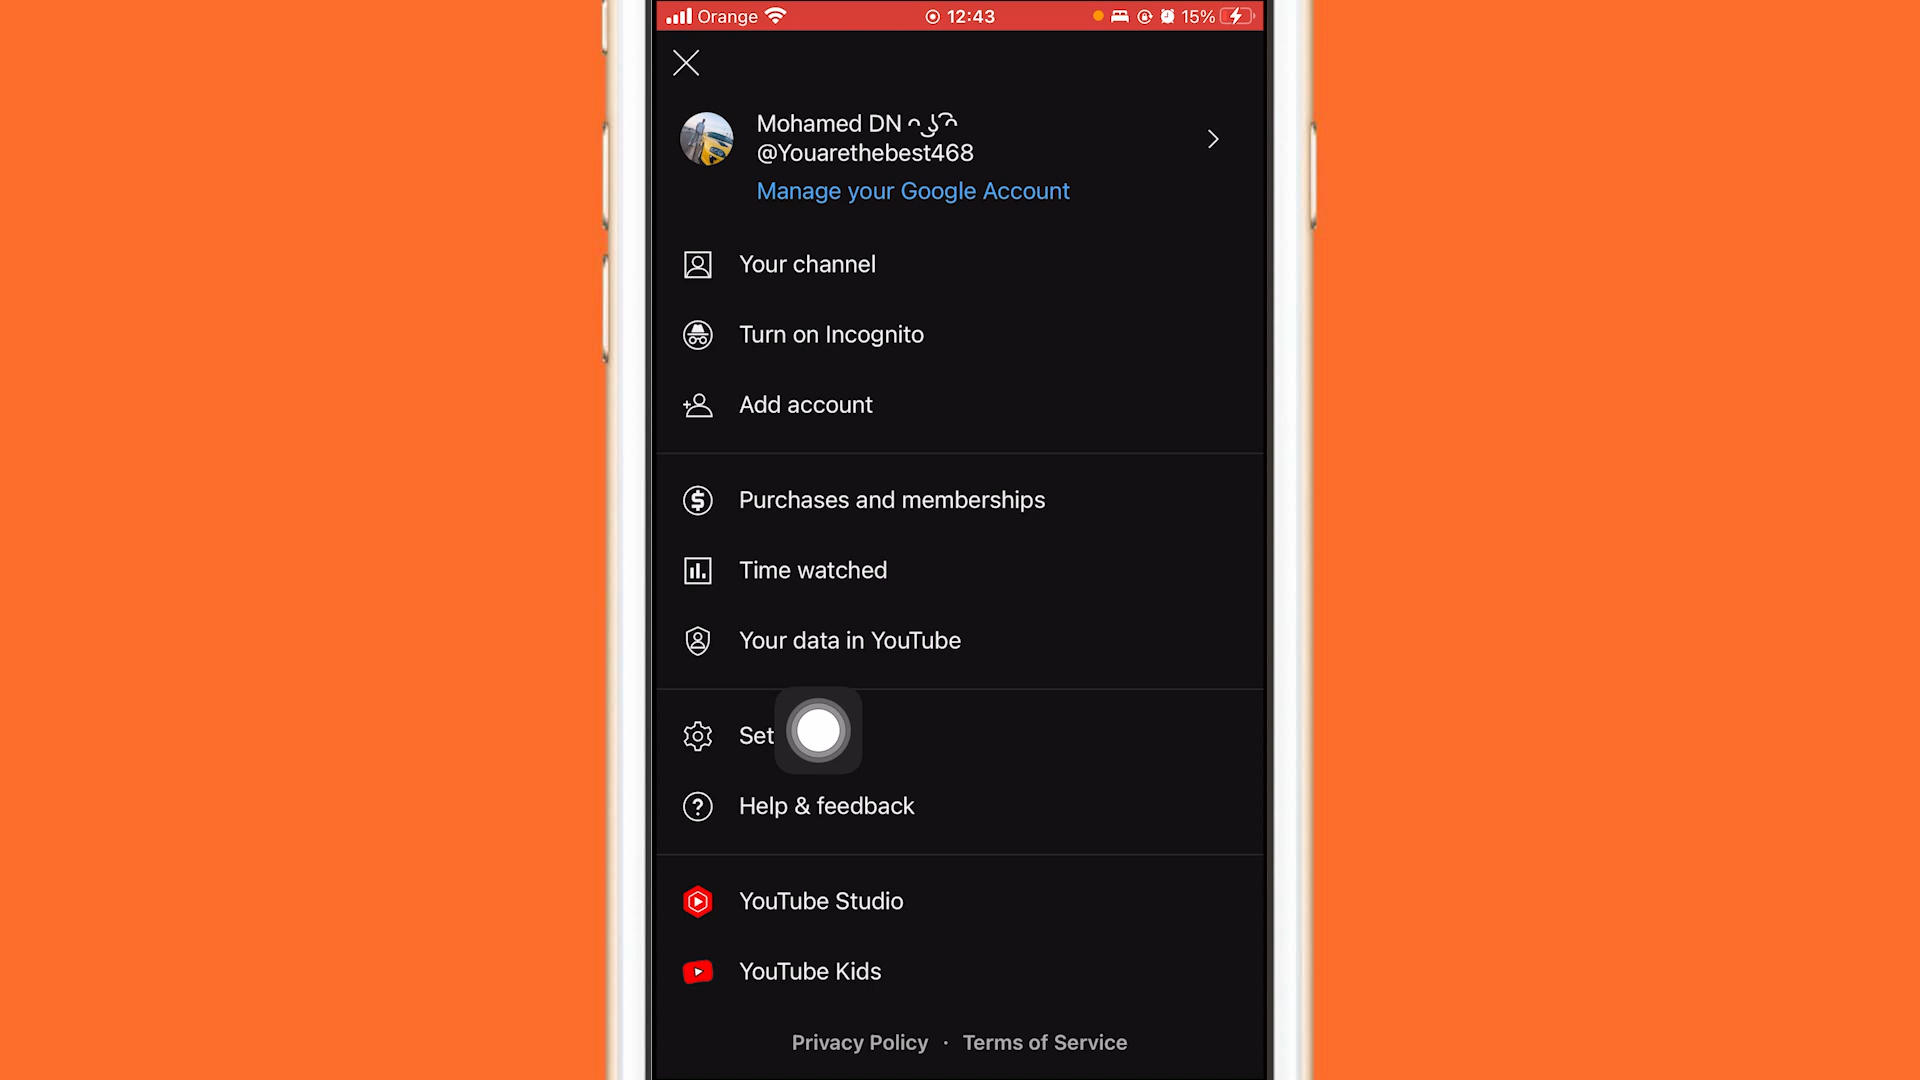 Orange 12:43 15%
Mohamed DN
@Youarethebest468
Manage your Google Account
Your channel
Turn on Incognito
Add account
Purchases and memberships
Time watched
Your data in YouTube
Set
Help & feedback
YouTube Studio
YouTube Kids
Privacy Policy · Terms of Service